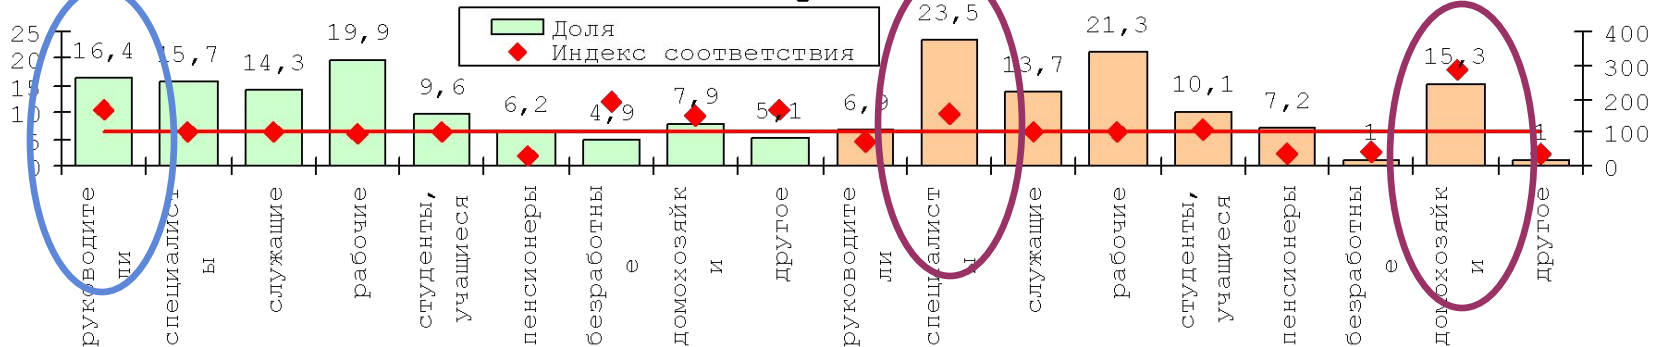 Доля
Индекс соответствия
25
20
15
10
5
0
400
300
200
100
0
16,4
15,7
14,3
19,9
9,6
6,2
4,9
7,9
5,1
6,9
23,5
13,7
21,3
10,1
7,2
1
15,3
1
руководите
ли
специалист
ы
служащие
рабочие
студенты,
учащиеся
пенсионеры
безработны
е
домохозяйк
и
другое
руководите
ли
специалист
ы
служащие
рабочие
студенты,
учащиеся
пенсионеры
безработны
е
домохозяйк
и
другое